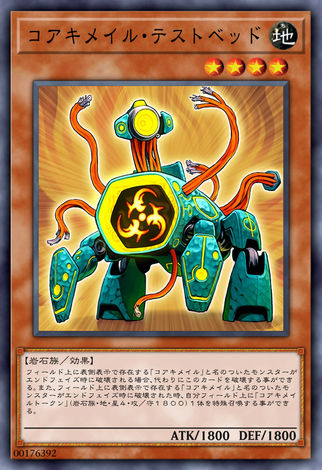 コアキメイル・テストベッド 地
【岩石族/効果】
フィールド上に表側表示で存在する「コアキメイル」と名のついたモンスターが
エンドフェイズ時に破壊される場合、代わりにこのカードを破壊する事ができ
る。また、フィールド上に表側表示で存在する「コアキメイル」と名のついたモン
スターがエンドフェイズ時に破壊された時、自分フィールド上に「コアキメイ
ルトークン」(岩石族・地・星4・攻/守1800)1体を特殊召喚する事ができ
る。
ATK/1800 DEF/1800
00176392